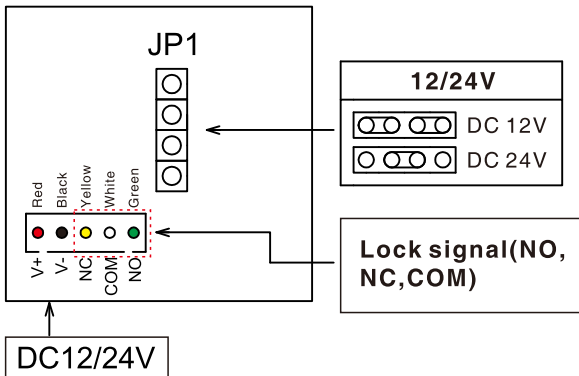 JP1
12/24V
DC 12V
DC 24V
Red
Black
Yellow
White
Green
V+
V-
NC
COM
NO
Lock signal(NO,
NC,COM)
DC12/24V